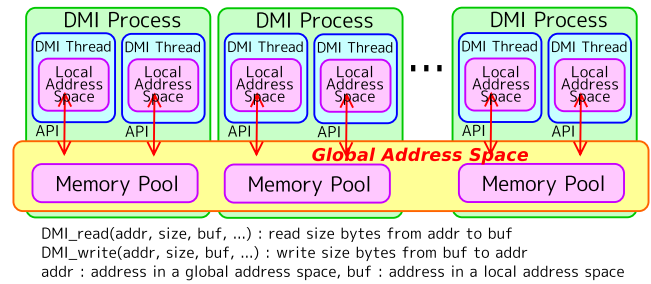 DMI Process DMI Process DMI Process
DMI Thread DMI Thread DMI Thread DMI Thread DMI Thread DMI Thread
Local Local Local Local Local Local
Address Address Address Address Address Address
Space Space Space Space Space Space
...
API API API API API API
Global Address Space
Memory Pool Memory Pool Memory Pool
DMI_read(addr, size, buf, ...) : read size bytes from addr to buf
DMI_write(addr, size, buf, ...) : write size bytes from buf to addr
addr : address in a global address space, buf : address in a local address space